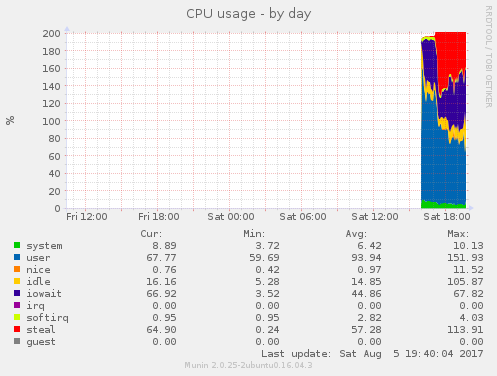 CPU usage - by day
RRDTOOL / TOBI OETIKER
%
200
180
160
140
120
100
80
60
40
20
0
Fri 12:00 Fri 18:00 Sat 00:00 Sat 06:00 Sat 12:00 Sat 18:00
Cur: Min: Avg: Max:
system 8.89 3.72 6.42 10.13
user 67.77 59.69 93.94 151.93
nice 0.76 0.42 0.97 11.52
idle 16.16 5.28 14.85 105.87
iowait 66.92 3.52 44.86 67.82
irq 0.00 0.00 0.00 0.00
softirq 0.95 0.95 2.82 4.03
steal 64.90 0.24 57.28 113.91
guest 0.00 0.00 0.00 0.00
Last update: Sat Aug 5 19:40:04 2017
Munin 2.0.25-2ubuntu0.16.04.3